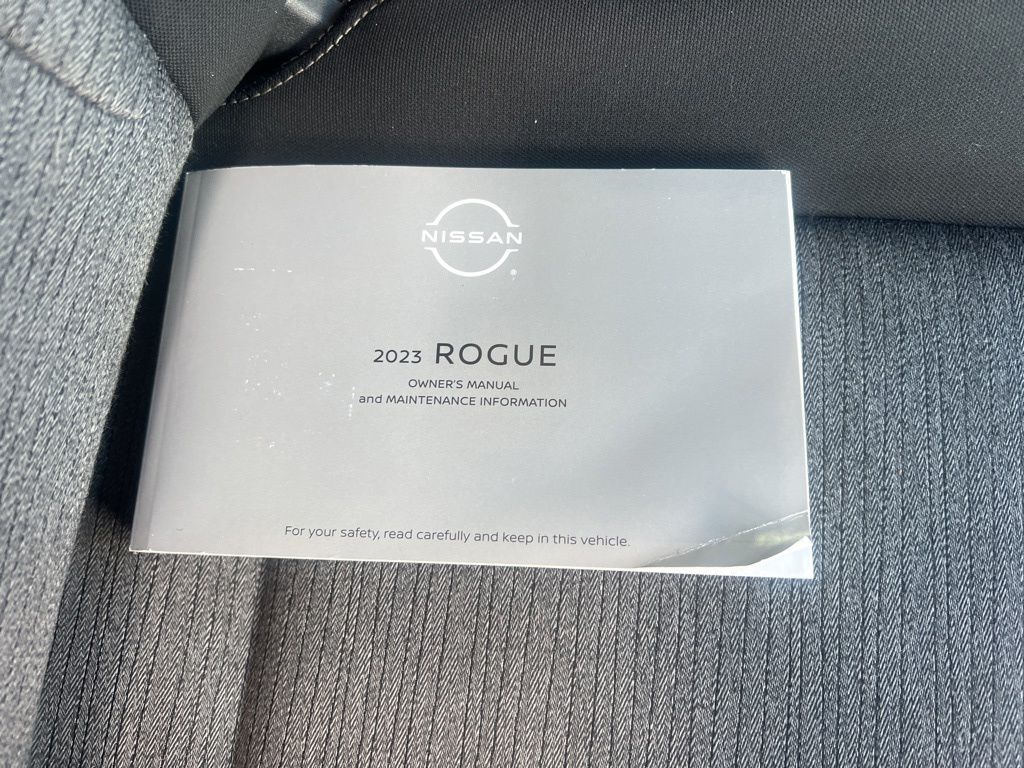 NISSAN
2023 ROGUE
OWNER'S MANUAL
and MAINTENANCE INFORMATION
For your safety, read carefully and keep in this vehicle.